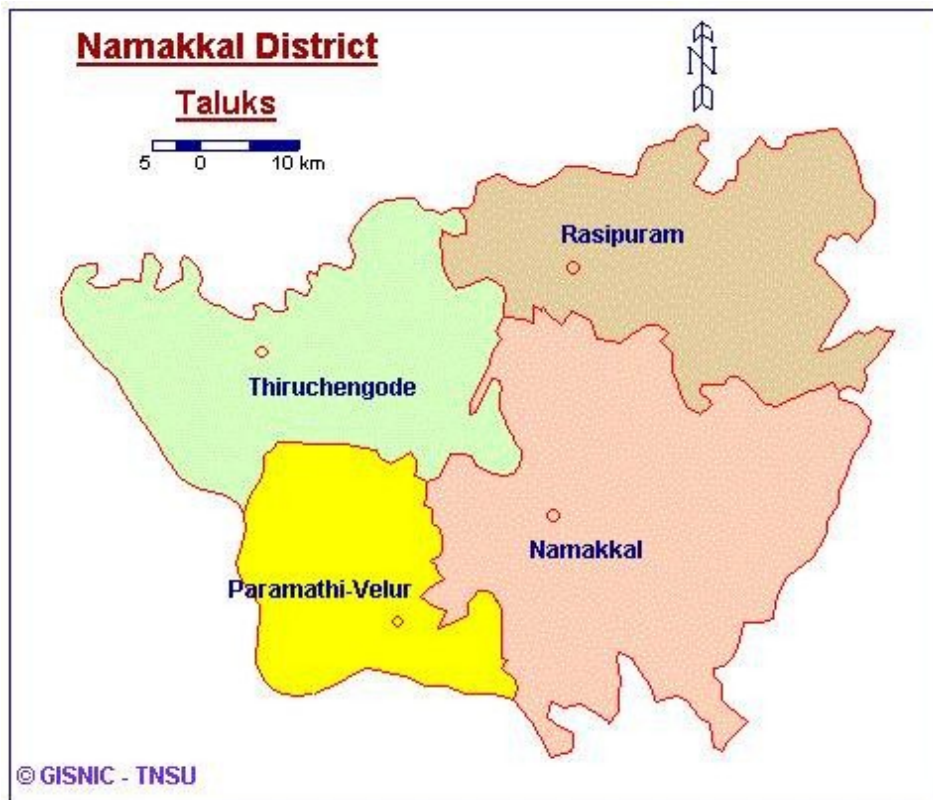 Namakkal District
Taluks
N
5 0 10 km
Rasipuram
Thiruchengode
Namakkal
Paramathi-Velur
© GISNIC - TNSU